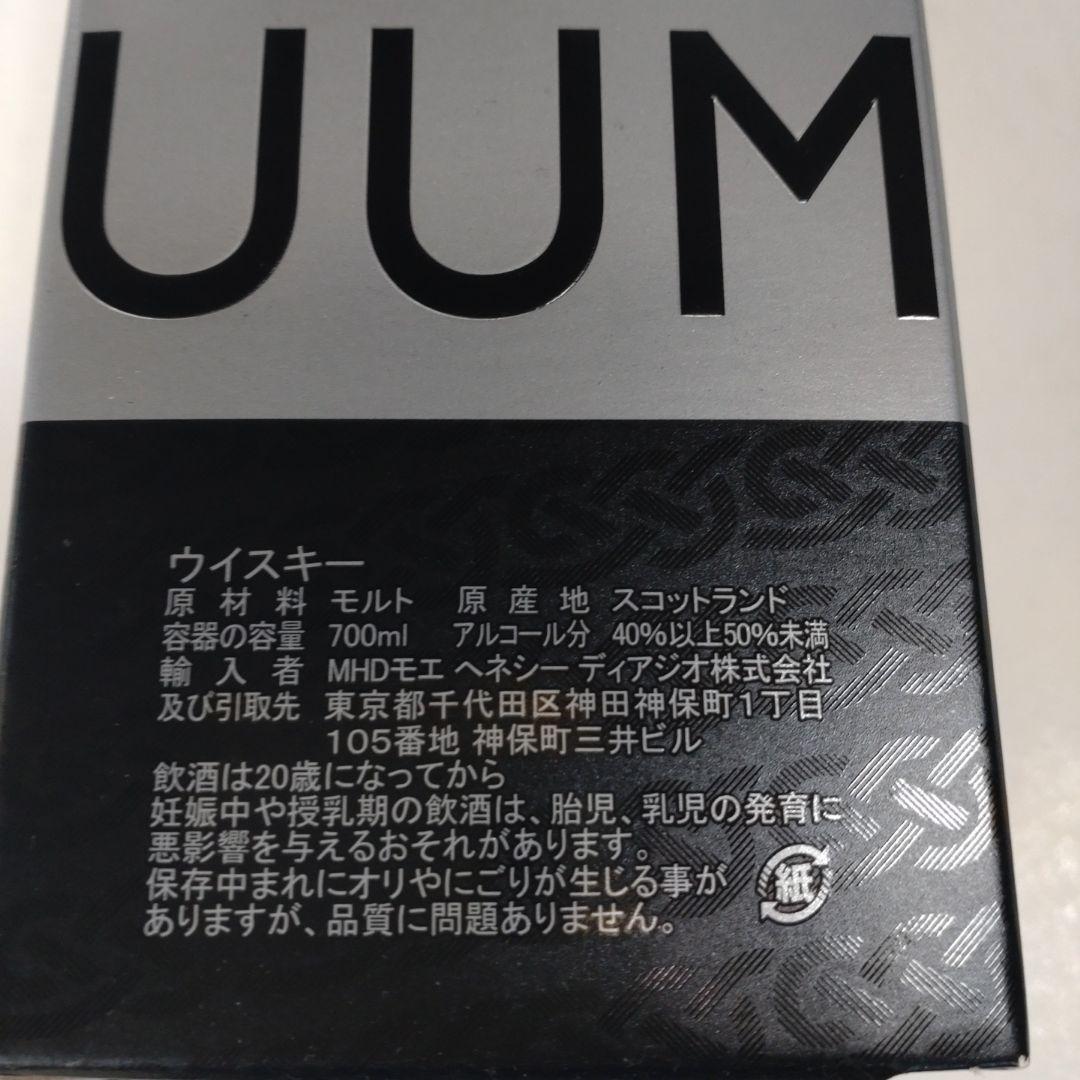 UUM
ウイスキー
原材料 モルト 原産地 スコットランド
容器の容量 700ml アルコール分 40%以上50%未満
輸入者 MHDモエ ヘネシー ディアジオ株式会社
及び引取先 東京都千代田区神田神保町1丁目
105番地 神保町三井ビル
飲酒は20歳になってから
妊娠中や授乳期の飲酒は、胎児、乳児の発育に
悪影響を与えるおそれがあります。
保存中まれにオリやにごりが生じる事が
ありますが、品質に問題ありません。
紙